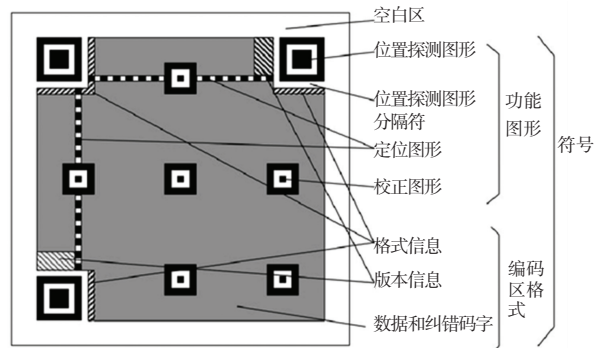 空白区
位置探测图形
位置探测图形
分隔符
定位图形
校正图形
格式信息
版本信息
数据和纠错码字
功能
图形
编码
区格
式
符号